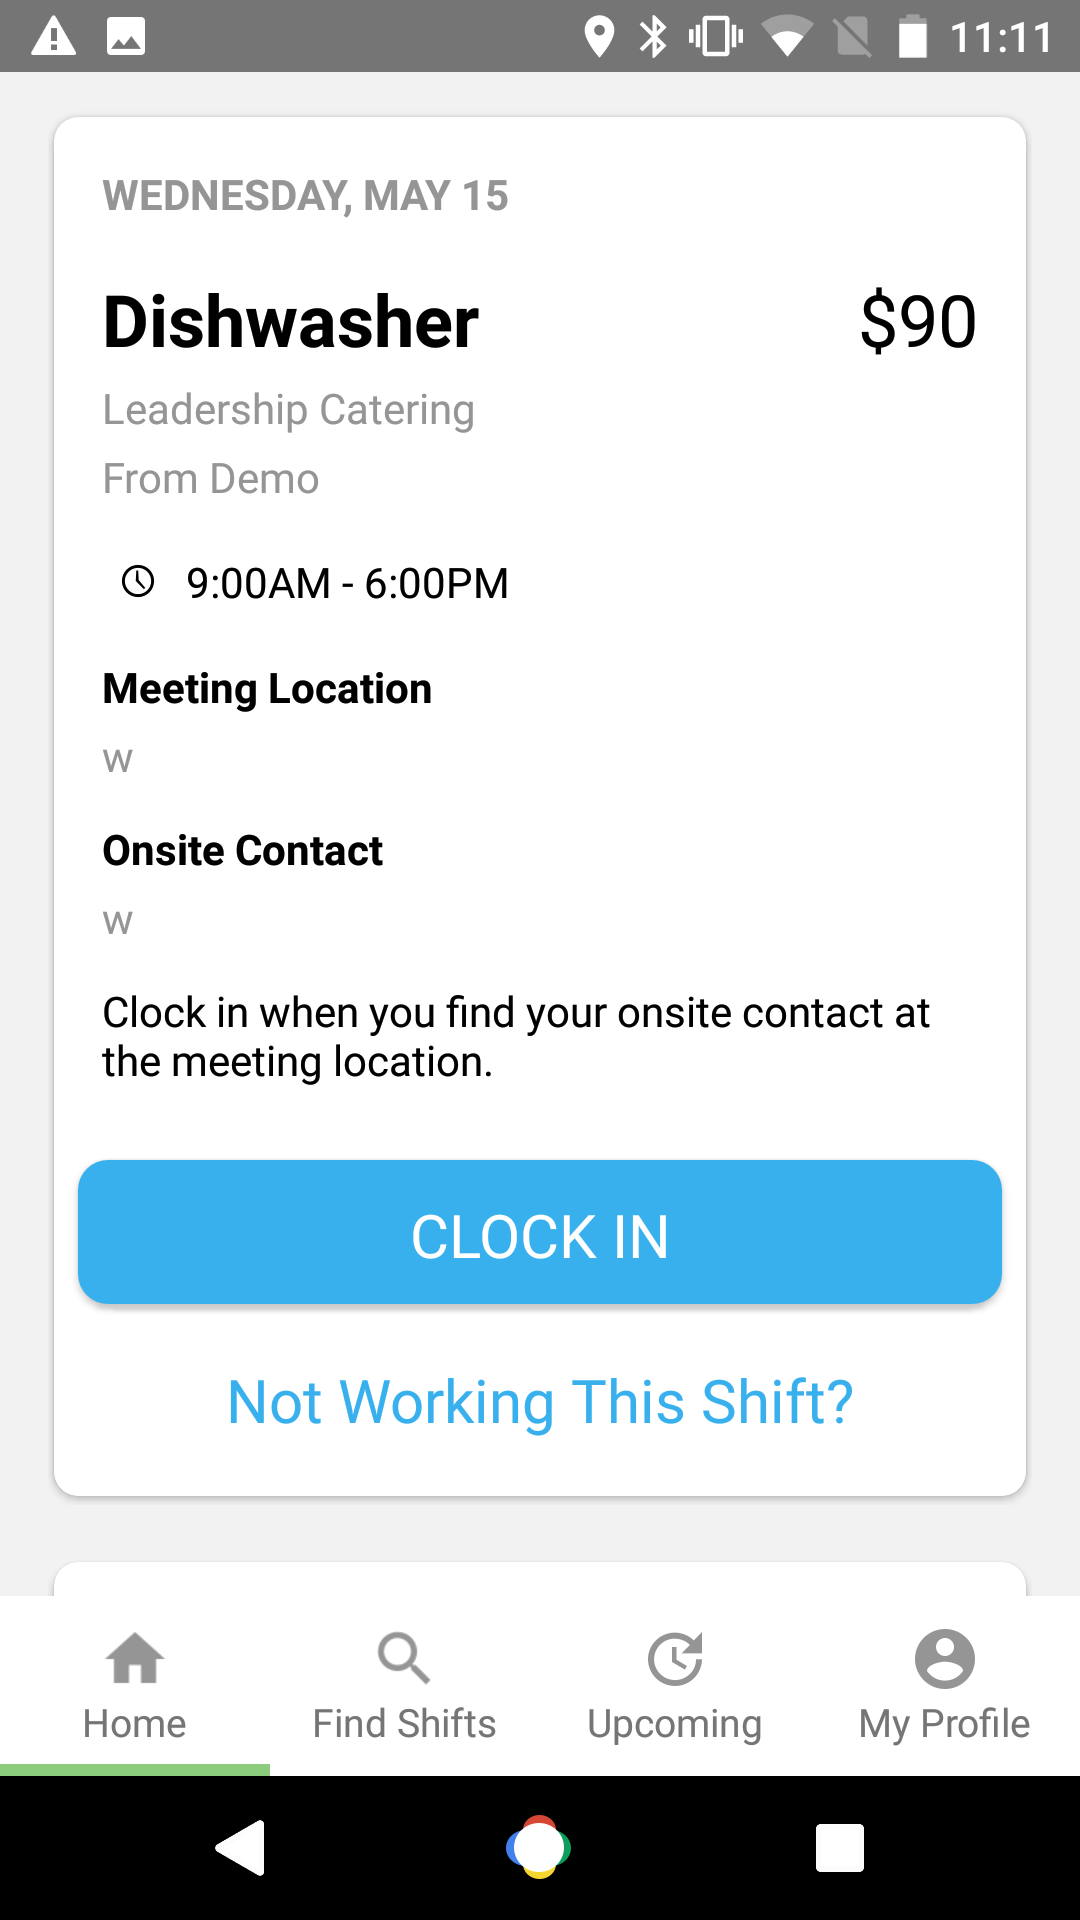 11:11
WEDNESDAY, MAY 15
Dishwasher
$90
Leadership Catering
From Demo
9:00AM - 6:00PM
Meeting Location
w
Onsite Contact
w
Clock in when you find your onsite contact at
the meeting location.
CLOCK IN
Not Working This Shift?
Home
Find Shifts
Upcoming
My Profile